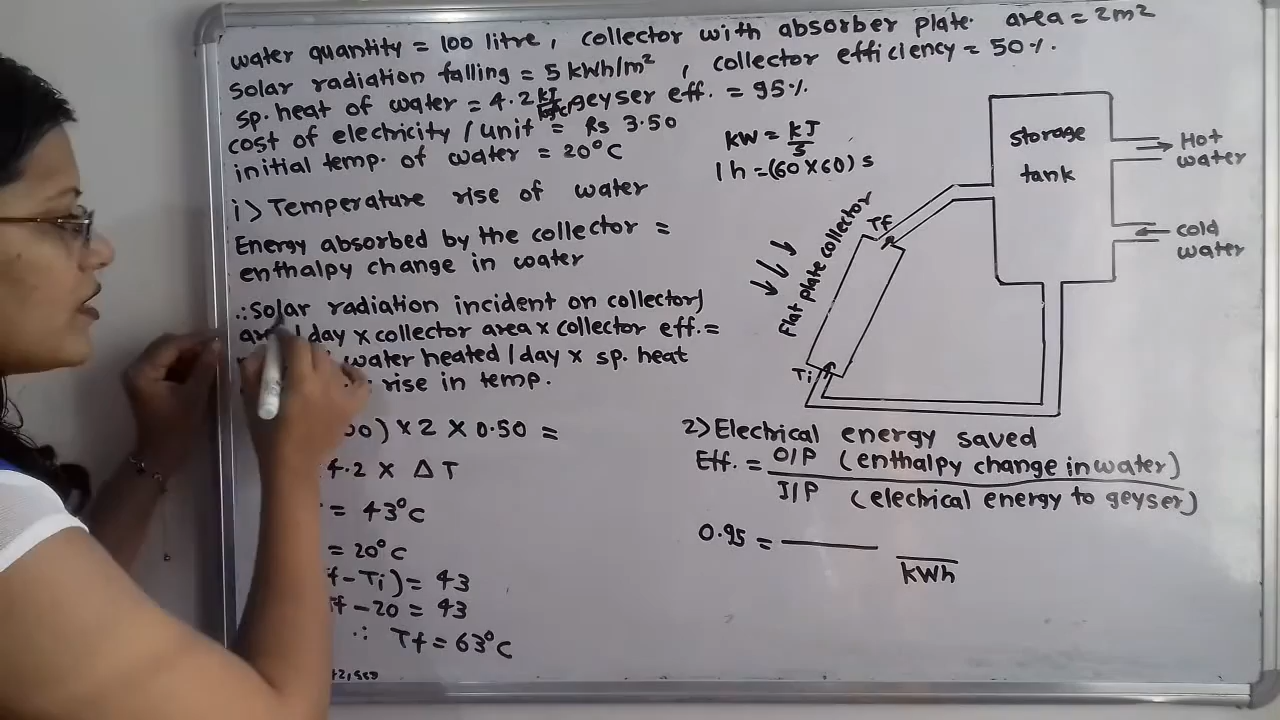 water quantity = 100 litre, collector with absorber plate area = 2m2
solar radiation falling = 5 kWh/m2, collector efficiency = 50%.
sp. heat of water = 4.2 kJ geyser eff. = 95%.
cost of electricity / unit = Rs 3.50
initial temp. of water = 20°C
kW = kJ/s
1 h = (60 x 60) s
i) Temperature rise of water
Energy absorbed by the collector =
enthalpy change in water
∴ Solar radiation incident on collector/
day x collector area x collector eff. =
water heated / day x sp. heat
rise in temp.
00) x 2 x 0.50 =
4.2 x ΔT
= 43°C
= 20°C
f - Ti) = 43
f - 20 = 43
∴ Tf = 63°C
storage
tank
Hot
water
cold
water
Tf
Flat plate collector
Ti
2) Electrical energy saved
Eff. = O/P (enthalpy change in water)
I/P (electrical energy to geyser)
0.95 =
kWh